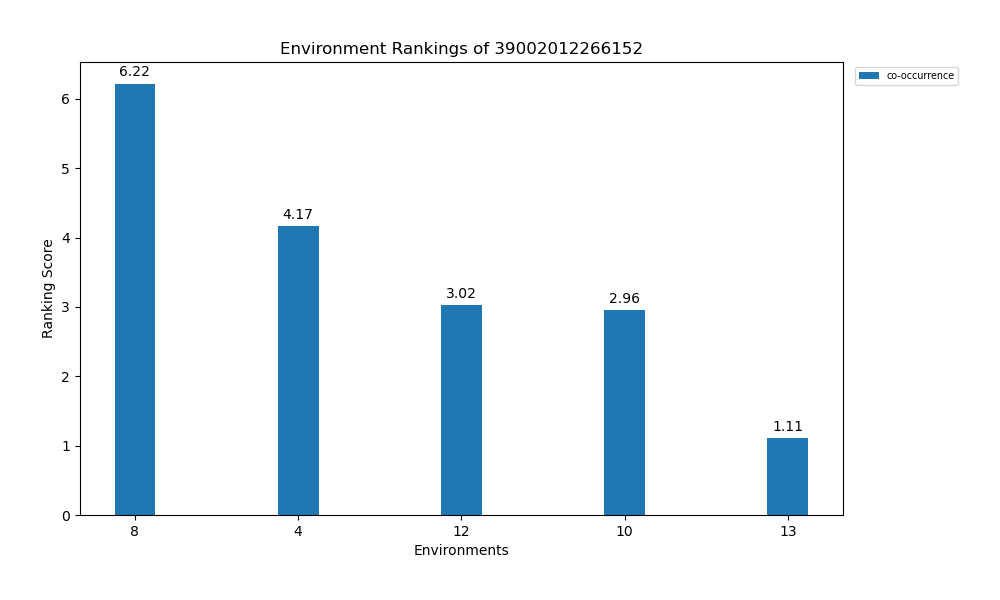 Environment Rankings of 39002012266152
co-occurrence
6.22
4.17
3.02
2.96
1.11
6
5
4
3
2
1
0
Ranking Score
8 4 12 10 13
Environments